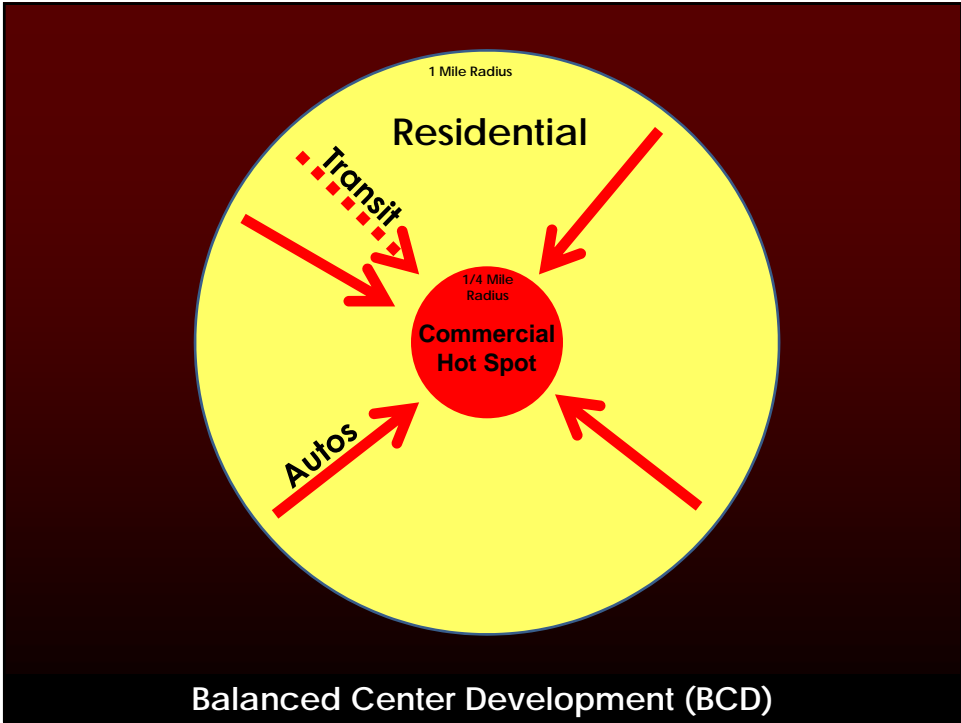 1 Mile Radius
Residential
Transit
1/4 Mile
Radius
Commercial
Hot Spot
Autos
Balanced Center Development (BCD)